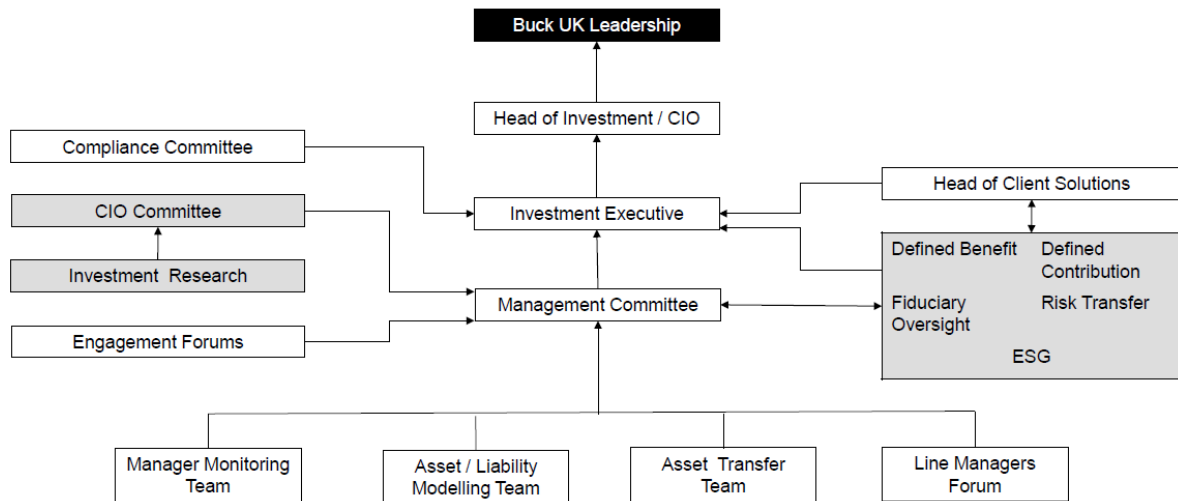 Buck UK Leadership
Head of Investment / CIO
Compliance Committee
Head of Client Solutions
CIO Committee
Investment Executive
Defined Benefit
Defined
Contribution
Investment Research
Management Committee
Fiduciary
Oversight
Risk Transfer
Engagement Forums
ESG
Manager Monitoring
Team
Asset / Liability
Modelling Team
Asset Transfer
Team
Line Managers
Forum